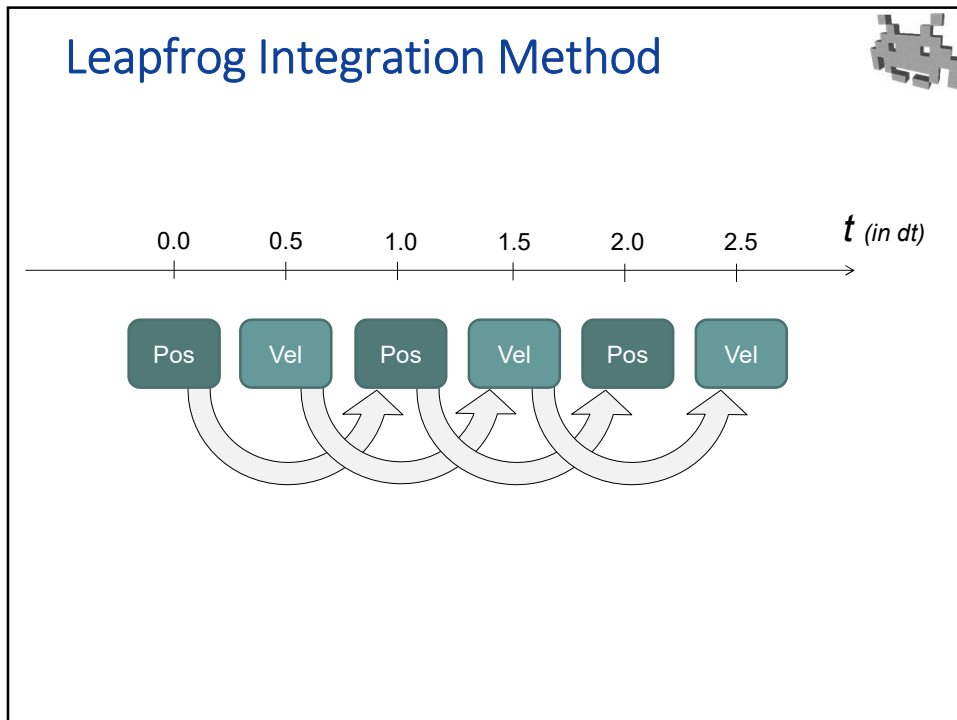 Leapfrog Integration Method
0.0 0.5 1.0 1.5 2.0 2.5 t (in dt)
Pos Vel Pos Vel Pos Vel